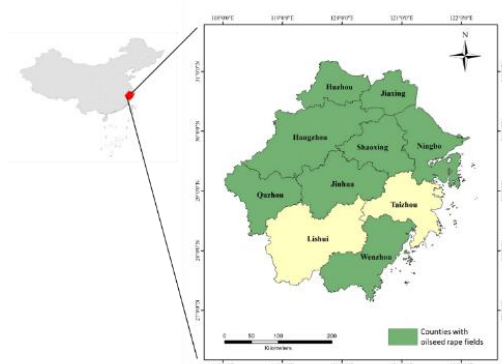 N
Huzhou
Jiaxing
Hangzhou
Shaoxing
Ningbo
Quzhou
Jinhua
Taizhou
Lishui
Wenzhou
0 50 100 200
Kilometers
Counties with
oilseed rape fields